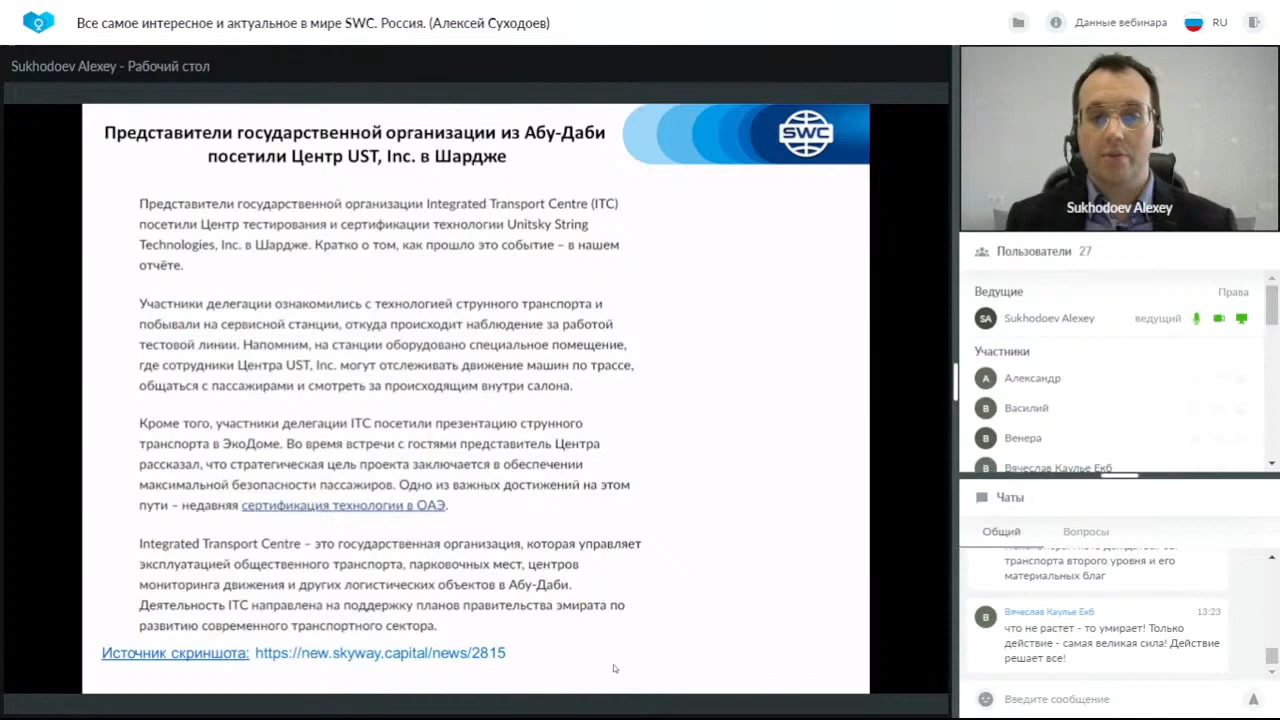 Все самое интересное и актуальное в мире SWC. Россия. (Алексей Суходоев)
Данные вебинара
RU
Sukhodoev Alexey - Рабочий стол
Представители государственной организации из Абу-Даби
посетили Центр UST, Inc. в Шардже
SWC
Представители государственной организации Integrated Transport Centre (ITC)
посетили Центр тестирования и сертификации технологии Unitsky String
Technologies, Inc. в Шардже. Кратко о том, как прошло это событие – в нашем
отчёте.
Участники делегации ознакомились с технологией струнного транспорта и
побывали на сервисной станции, откуда происходит наблюдение за работой
тестовой линии. Напомним, на станции оборудовано специальное помещение,
где сотрудники Центра UST, Inc. могут отслеживать движение машин по трассе,
общаться с пассажирами и смотреть за происходящим внутри салона.
Кроме того, участники делегации ITC посетили презентацию струнного
транспорта в ЭкоДоме. Во время встречи с гостями представитель Центра
рассказал, что стратегическая цель проекта заключается в обеспечении
максимальной безопасности пассажиров. Одно из важных достижений на этом
пути – недавняя сертификация технологии в ОАЭ.
Integrated Transport Centre – это государственная организация, которая управляет
эксплуатацией общественного транспорта, парковочных мест, центров
мониторинга движения и других логистических объектов в Абу-Даби.
Деятельность ITC направлена на поддержку планов правительства эмирата по
развитию современного транспортного сектора.
Источник скриншота: https://new.skyway.capital/news/2815
Sukhodoev Alexey
Пользователи 27
Ведущие
Права
SA Sukhodoev Alexey ведущий
Участники
А Александр
В Василий
В Венера
В Вячеслав Каулье Екб
Чаты
Общий
Вопросы
транспорта второго уровня и его
материальных благ
В Вячеслав Каулье Екб 13:23
что не растет - то умирает! Только
действие - самая великая сила! Действие
решает все!
Введите сообщение